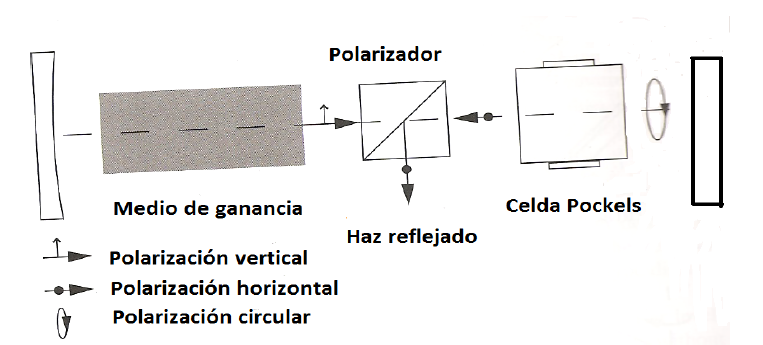 Polarizador
Medio de ganancia
Celda Pockels
Haz reflejado
Polarización vertical
Polarización horizontal
Polarización circular